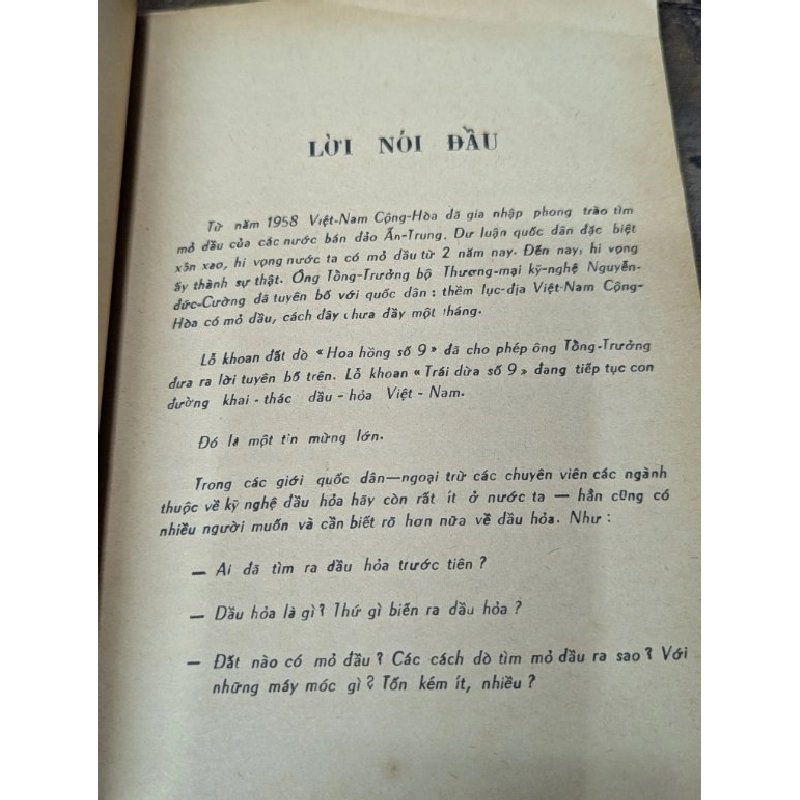 LỜI NÓI ĐẦU
Từ năm 1958 Việt-Nam Cộng-Hòa đã gia nhập phong trào tìm
mỏ dầu của các nước bán đảo Ấn-Trung. Dư luận quốc dân đặc biệt
xôn xao, hi vọng nước ta có mỏ dầu từ 2 năm nay. Đến nay, hi vọng
ấy thành sự thật. Ông Tổng-Trưởng bộ Thương-mại kỹ-nghệ Nguyễn-
đức-Cường đã tuyên bố với quốc dân : thềm lục-địa Việt-Nam Cộng-
Hòa có mỏ dầu, cách đây chưa đầy một tháng.
Lỗ khoan đất dò « Hoa hồng số 9 » đã cho phép ông Tổng-Trưởng
đưa ra lời tuyên bố trên. Lỗ khoan « Trái dừa số 9 » đang tiếp tục con
đường khai - thác dầu - hỏa Việt - Nam.
Đó là một tin mừng lớn.
Trong các giới quốc dân—ngoại trừ các chuyên viên các ngành
thuộc về kỹ nghệ dầu hỏa hãy còn rất ít ở nước ta — hẳn cũng có
nhiều người muốn và cần biết rõ hơn nữa về dầu hỏa. Như :
— Ai đã tìm ra dầu hỏa trước tiên ?
— Dầu hỏa là gì ? Thứ gì biến ra dầu hỏa ?
— Đất nào có mỏ dầu ? Các cách dò tìm mỏ dầu ra sao ? Với
những máy móc gì ? Tốn kém ít, nhiều ?